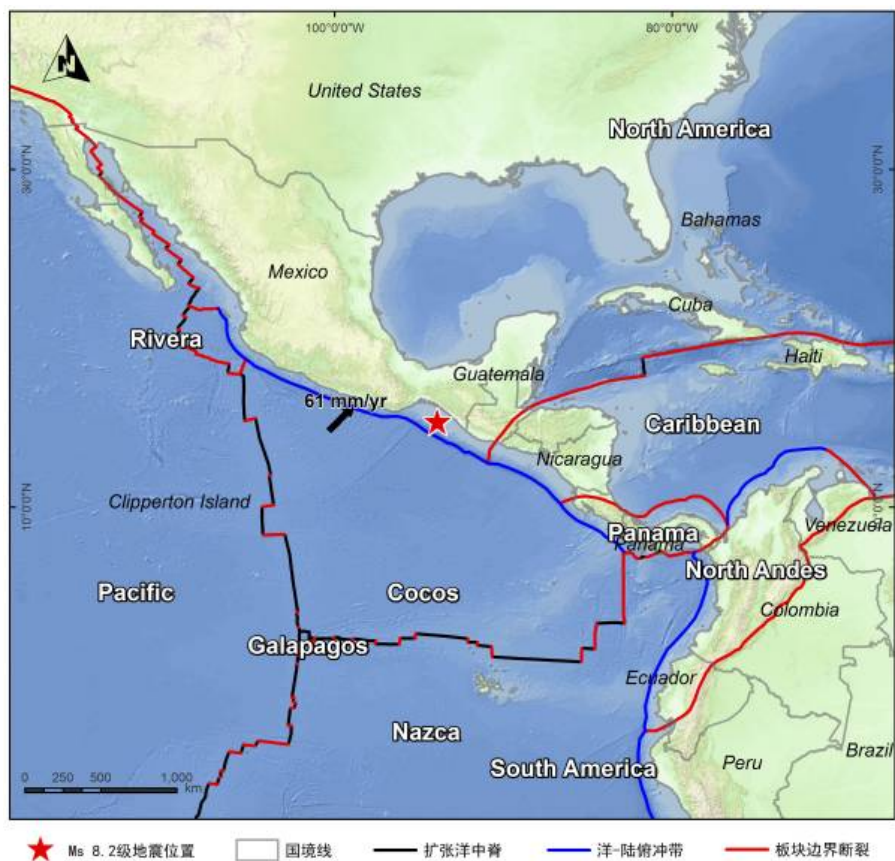 100°0'0"W
80°0'0"W
N
United States
North America
30°0'0"N
30°0'0"N
Bahamas
Mexico
Cuba
Rivera
Haiti
Guatemala
61 mm/yr
Caribbean
Nicaragua
Clipperton Island
10°0'0"N
Venezuela
Panama
Panama
North Andes
Pacific
Cocos
Colombia
Galapagos
Ecuador
Nazca
Brazil
South America
Peru
0 250 500 1,000
km
Ms 8.2级地震位置 国境线 扩张洋中脊 洋-陆俯冲带 板块边界断裂